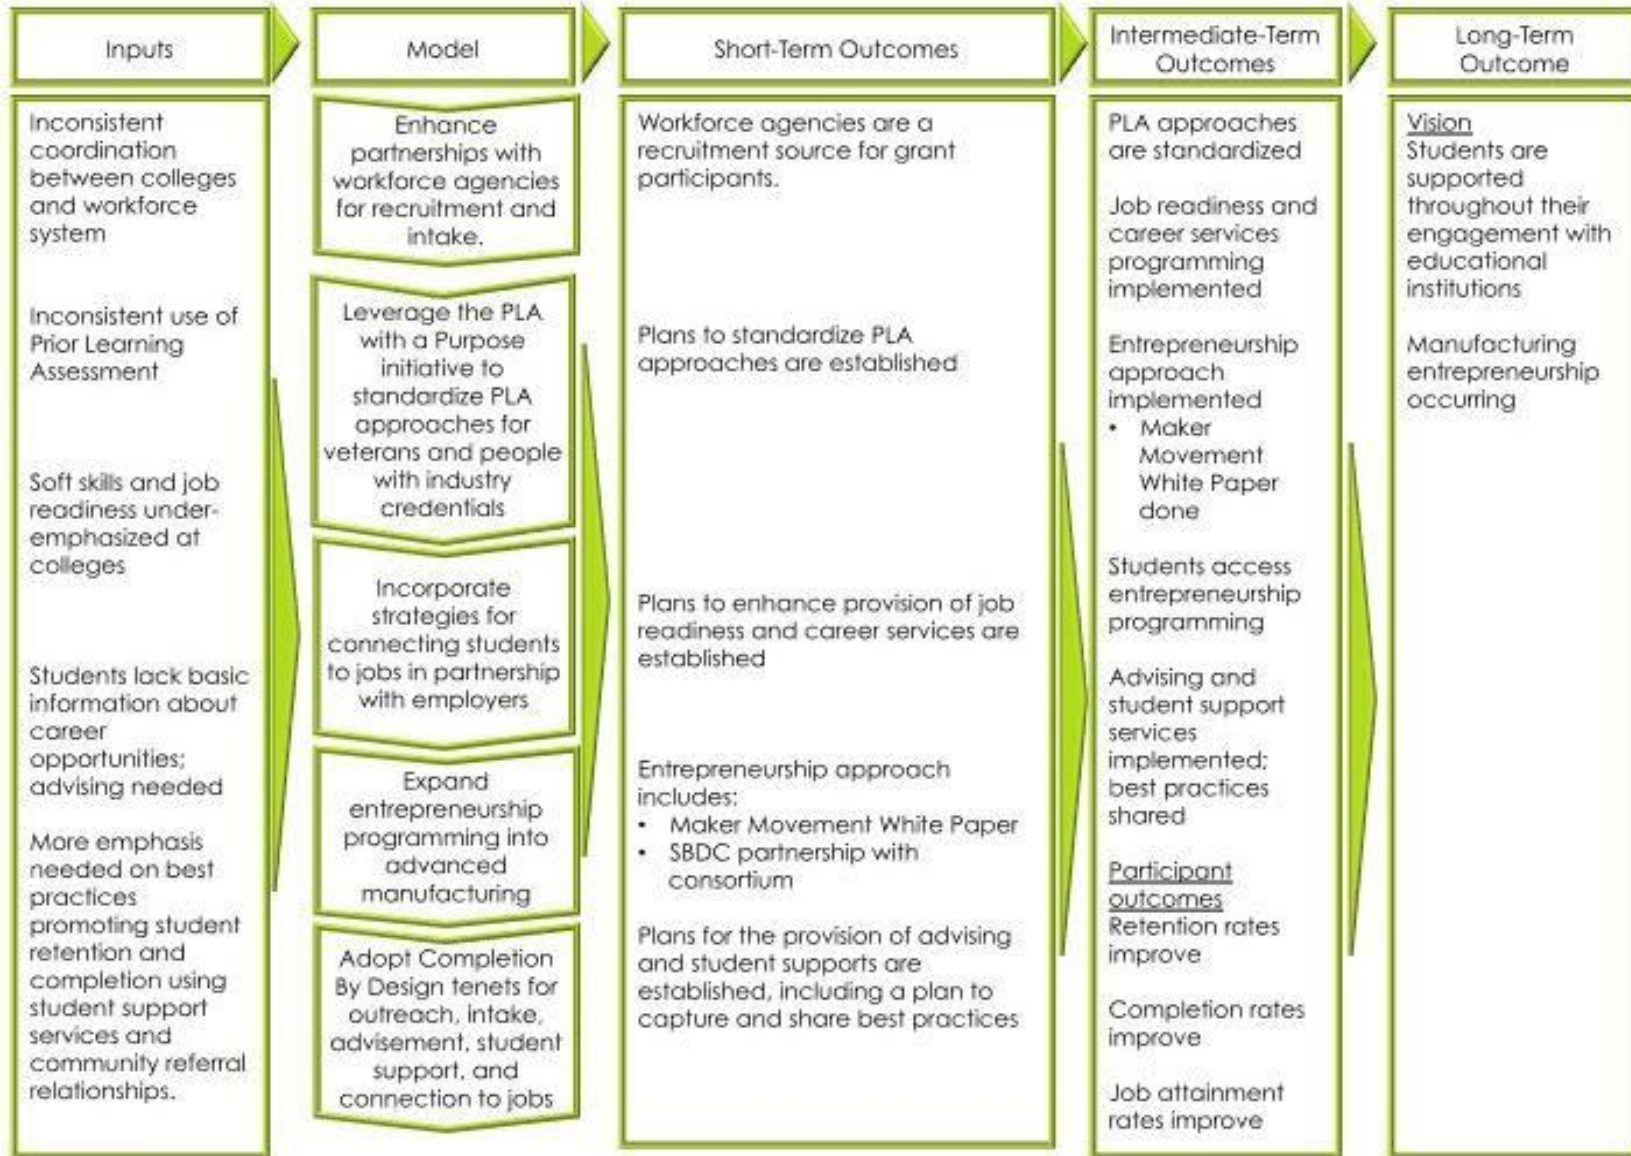 Inputs
Model
Short-Term Outcomes
Intermediate-Term
Outcomes
Long-Term
Outcome
Inconsistent
coordination
between colleges
and workforce
system
Inconsistent use of
Prior Learning
Assessment
Soft skills and job
readiness under-
emphasized at
colleges
Students lack basic
information about
career
opportunities;
advising needed
More emphasis
needed on best
practices
promoting student
retention and
completion using
student support
services and
community referral
relationships.
Enhance
partnerships with
workforce agencies
for recruitment and
intake.
Leverage the PLA
with a Purpose
initiative to
standardize PLA
approaches for
veterans and people
with industry
credentials
Incorporate
strategies for
connecting students
to jobs in partnership
with employers
Expand
entrepreneurship
programming into
advanced
manufacturing
Adopt Completion
By Design tenets for
outreach, intake,
advisement, student
support, and
connection to jobs
Workforce agencies are a
recruitment source for grant
participants.
Plans to standardize PLA
approaches are established
Plans to enhance provision of job
readiness and career services are
established
Entrepreneurship approach
includes:
• Maker Movement White Paper
• SBDC partnership with
consortium
Plans for the provision of advising
and student supports are
established, including a plan to
capture and share best practices
PLA approaches
are standardized
Job readiness and
career services
programming
implemented
Entrepreneurship
approach
implemented
• Maker
Movement
White Paper
done
Students access
entrepreneurship
programming
Advising and
student support
services
implemented;
best practices
shared
Participant
outcomes
Retention rates
improve
Completion rates
improve
Job attainment
rates improve
Vision
Students are
supported
throughout their
engagement with
educational
institutions
Manufacturing
entrepreneurship
occurring